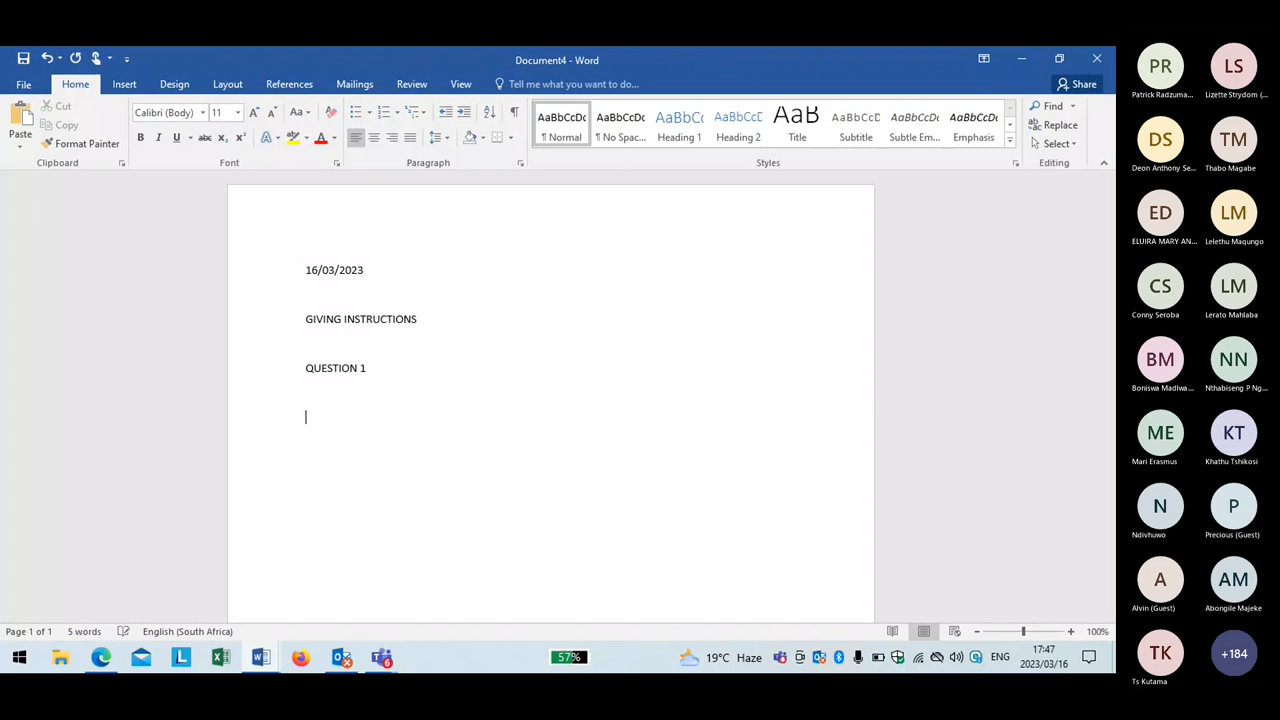 Document4 - Word
File Home Insert Design Layout References Mailings Review View Tell me what you want to do... Share
Paste
Cut
Copy
Format Painter
Clipboard
Calibri (Body) 11
Font
Paragraph
AaBbCcDc AaBbCcDc AaBbCc AaBbCcD AaB AaBbCcD AaBbCcDc AaBbCcDc
¶ Normal ¶ No Spac... Heading 1 Heading 2 Title Subtitle Subtle Em... Emphasis
Styles
Find
Replace
Select
Editing
16/03/2023
GIVING INSTRUCTIONS
QUESTION 1
Page 1 of 1 5 words English (South Africa) 100%
57% 19°C Haze ENG 17:47
2023/03/16
PR LS
Patrick Radzuma... Lizette Strydom (...
DS TM
Deon Anthony Se... Thabo Magabe
ED LM
ELUIRA MARY AN... Lelethu Maqungo
CS LM
Conny Seroba Lerato Mahlaba
BM NN
Boniswa Madlwa... Nthabiseng P Ng...
ME KT
Mari Erasmus Khathu Tshikosi
N P
Ndivhuwo Precious (Guest)
A AM
Alvin (Guest) Abongile Majeke
TK +184
Ts Kutama